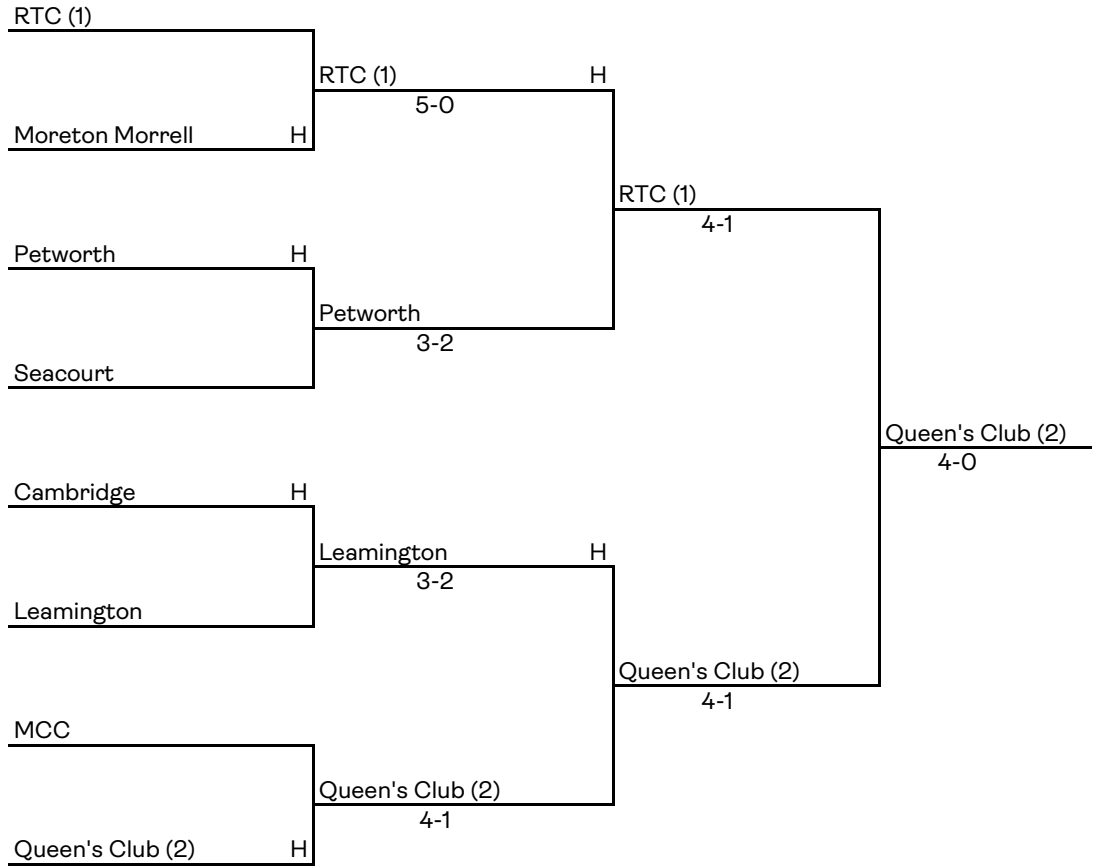 RTC (1)
RTC (1) H
5-0
Moreton Morrell H
RTC (1)
4-1
Petworth H
Petworth
3-2
Seacourt
Queen's Club (2)
4-0
Cambridge H
Leamington H
3-2
Leamington
Queen's Club (2)
4-1
MCC
Queen's Club (2)
4-1
Queen's Club (2) H